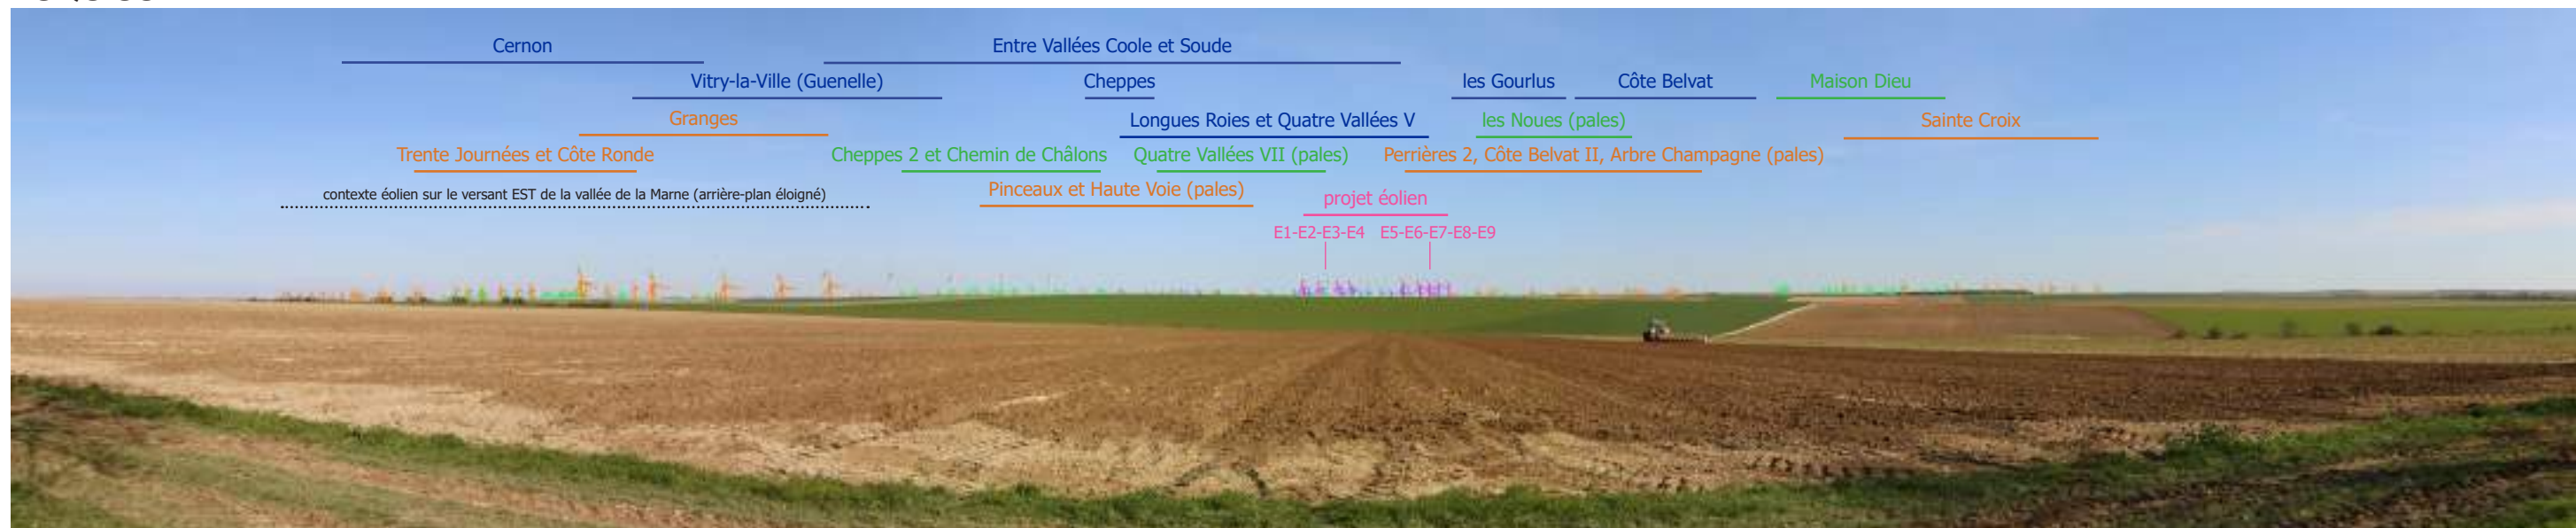 Cernon
Entre Vallées Coole et Soude
Vitry-la-Ville (Guenelle)
Cheppes
les Gourlus
Côte Belvat
Maison Dieu
Granges
Longues Roies et Quatre Vallées V
les Noues (pales)
Sainte Croix
Trente Journées et Côte Ronde
Cheppes 2 et Chemin de Châlons
Quatre Vallées VII (pales)
Perrières 2, Côte Belvat II, Arbre Champagne (pales)
contexte éolien sur le versant EST de la vallée de la Marne (arrière-plan éloigné)
Pinceaux et Haute Voie (pales)
projet éolien
E1-E2-E3-E4
E5-E6-E7-E8-E9